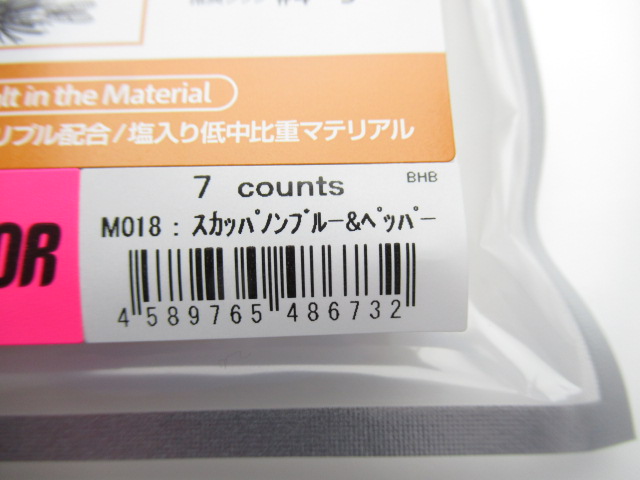 lt in the Material
リブル配合/塩入り低中比重マテリアル
7 counts
BHB
OR
M018 : スカッパノンブルー&ペッパー
4 589765 486732